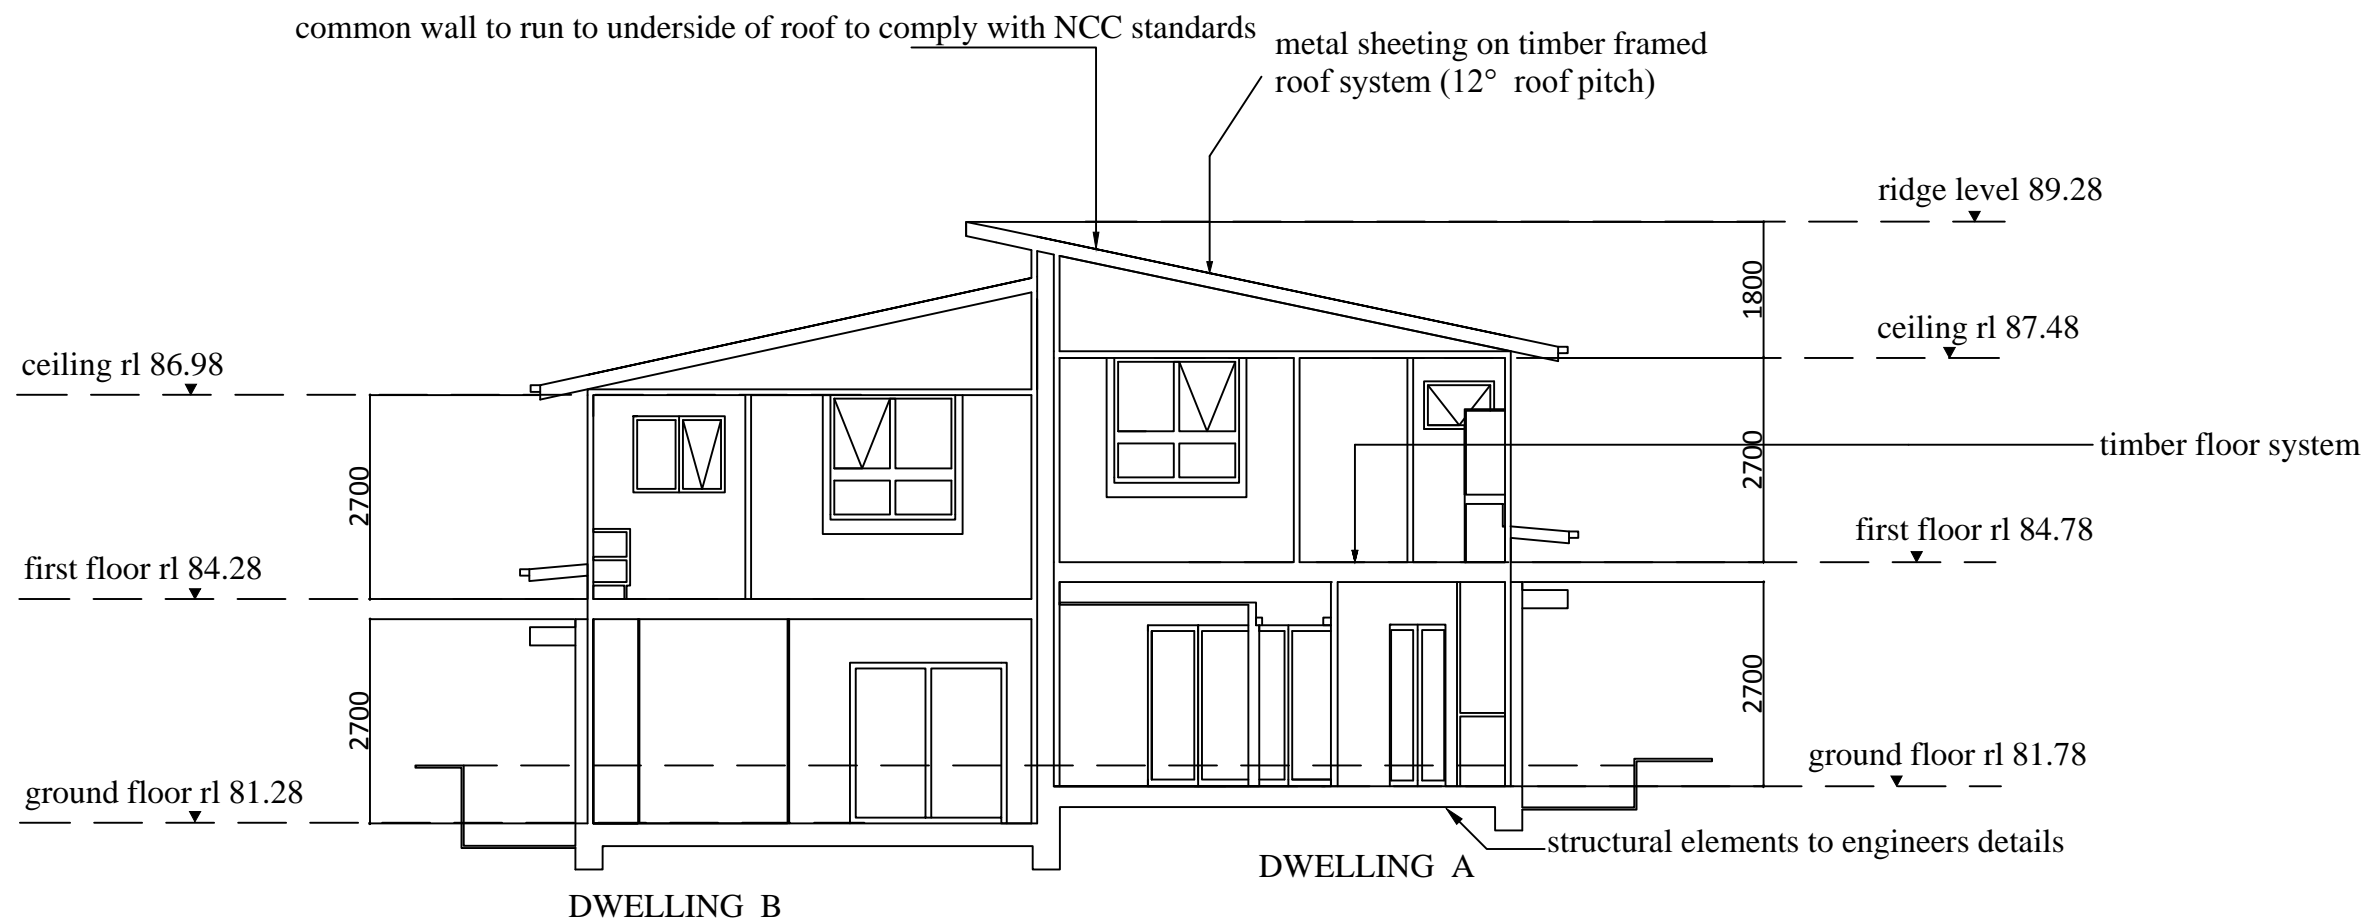 common wall to run to underside of roof to comply with NCC standards
metal sheeting on timber framed
roof system (12° roof pitch)
ridge level 89.28
1800
ceiling rl 87.48
ceiling rl 86.98
2700
timber floor system
2700
first floor rl 84.78
first floor rl 84.28
2700
2700
ground floor rl 81.78
ground floor rl 81.28
structural elements to engineers details
DWELLING A
DWELLING B